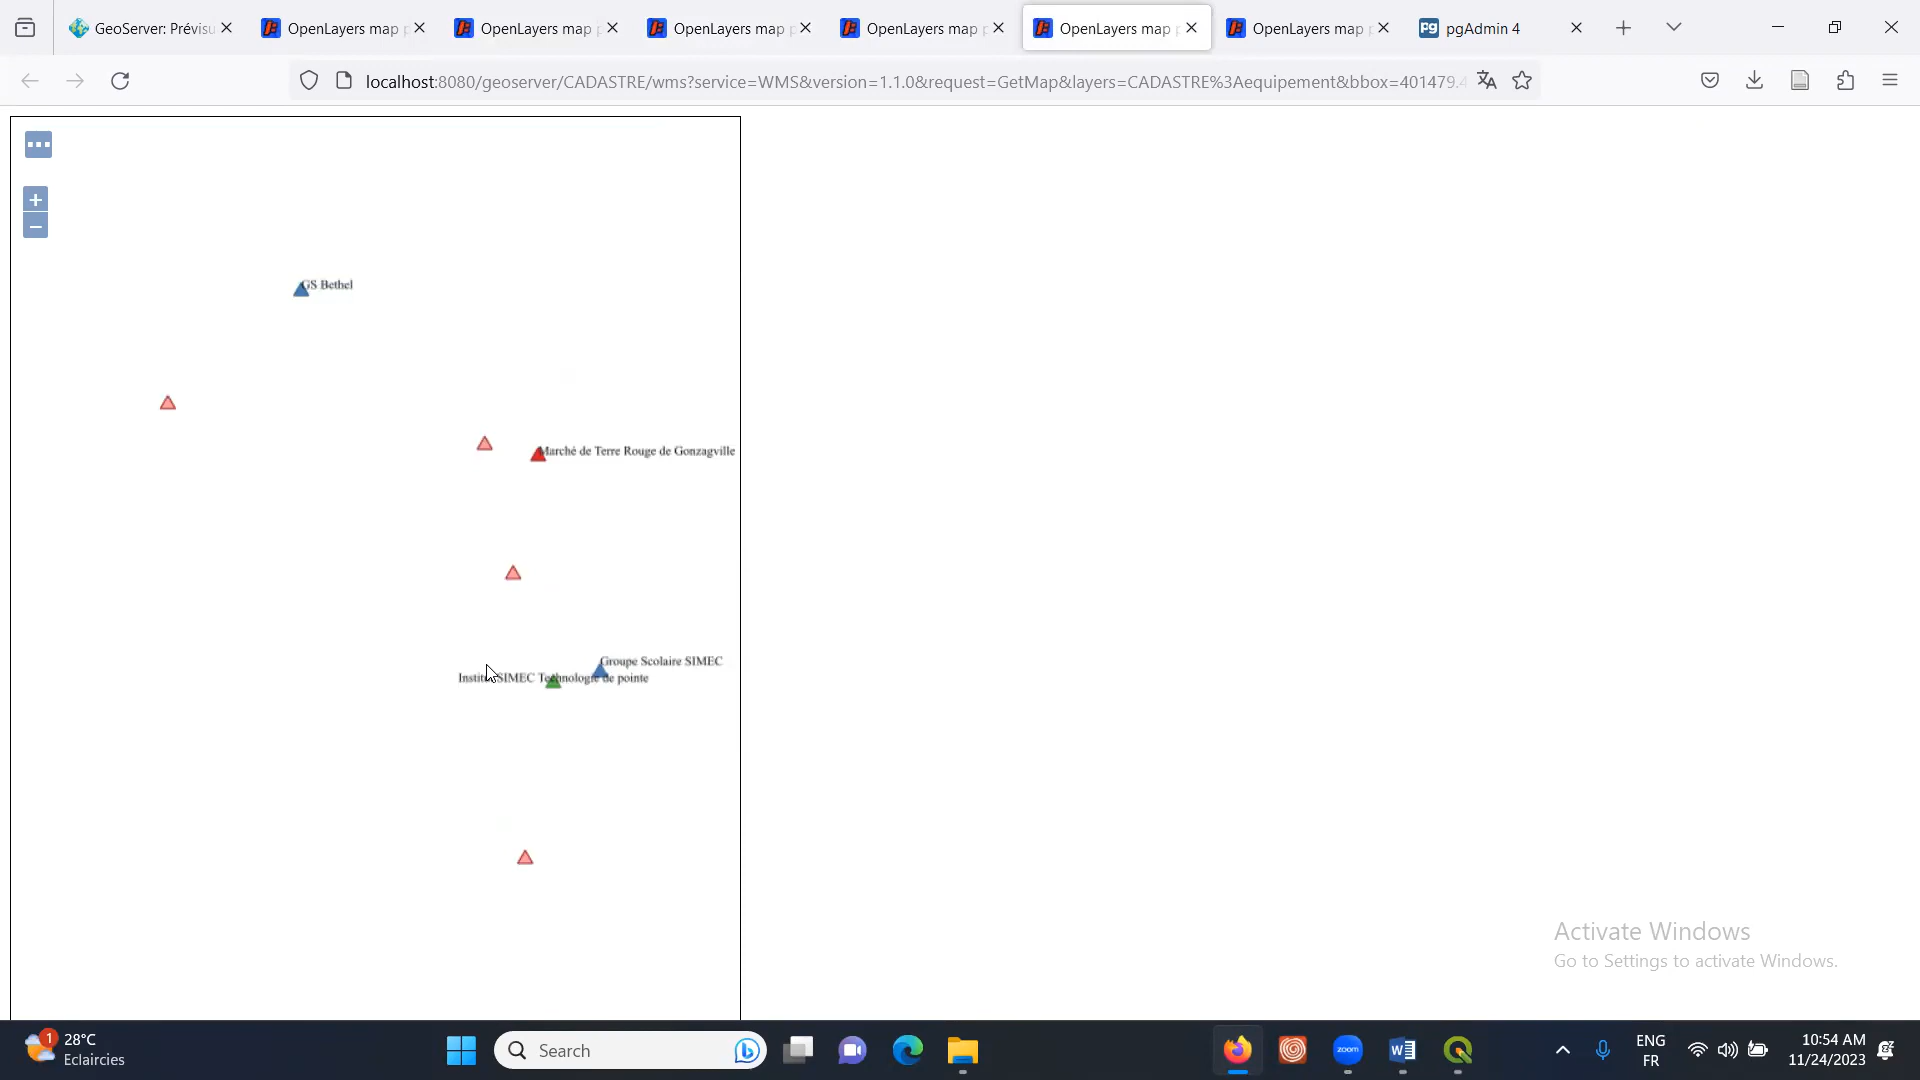 GeoServer: Prévisu
OpenLayers map p
OpenLayers map p
OpenLayers map p
OpenLayers map p
OpenLayers map p
OpenLayers map p
pgAdmin 4
localhost:8080/geoserver/CADASTRE/wms?service=WMS&version=1.1.0&request=GetMap&layers=CADASTRE%3Aequipement&bbox=401479.4
+
−
GS Bethel
Marché de Terre Rouge de Gonzagville
Groupe Scolaire SIMEC
Institut SIMEC Technologie de pointe
Activate Windows
Go to Settings to activate Windows.
1
28°C
Eclaircies
Search
zoom
ENG
FR
10:54 AM
11/24/2023